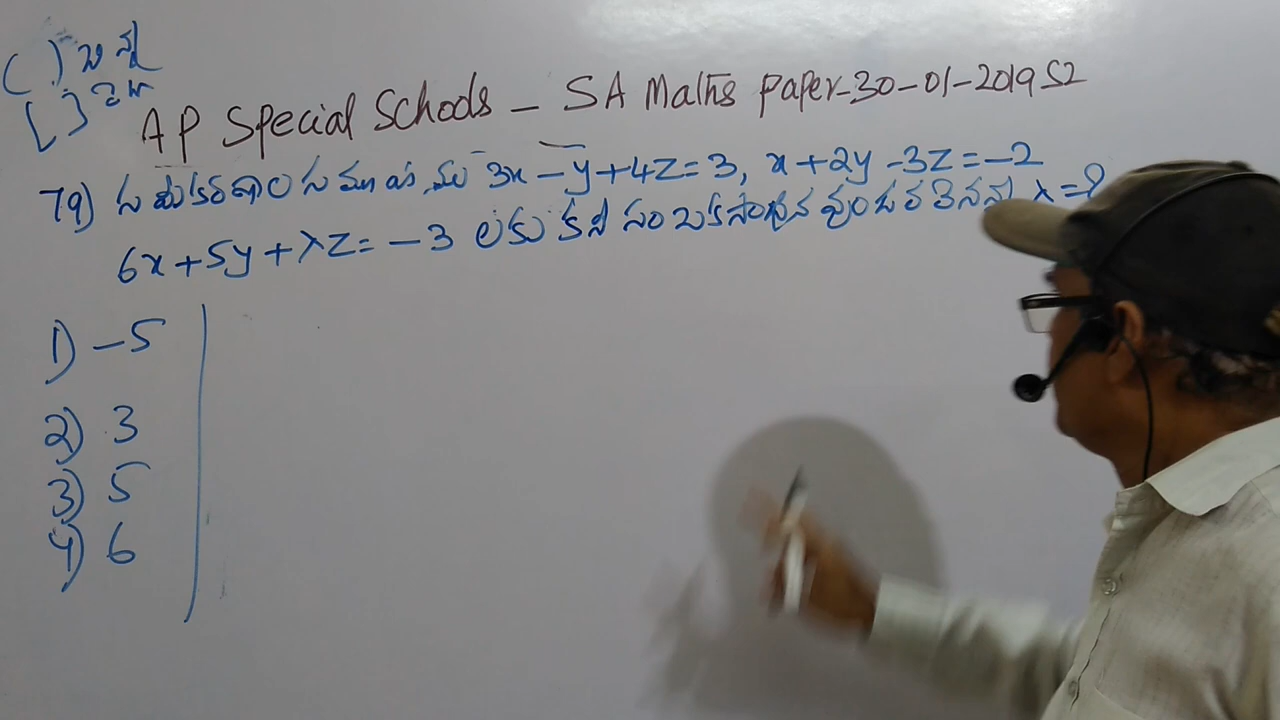 ( )
[ ]
AP Special Schools - SA Maths paper-30-01-2019 S2
79) సమీకరణాల 3x - y + 4z = 3, x + 2y - 3z = -2
6x + 5y + λz = -3 లకు కనీసం ఒక సాధన λ = ?
1) -5
2) 3
3) 5
4) 6